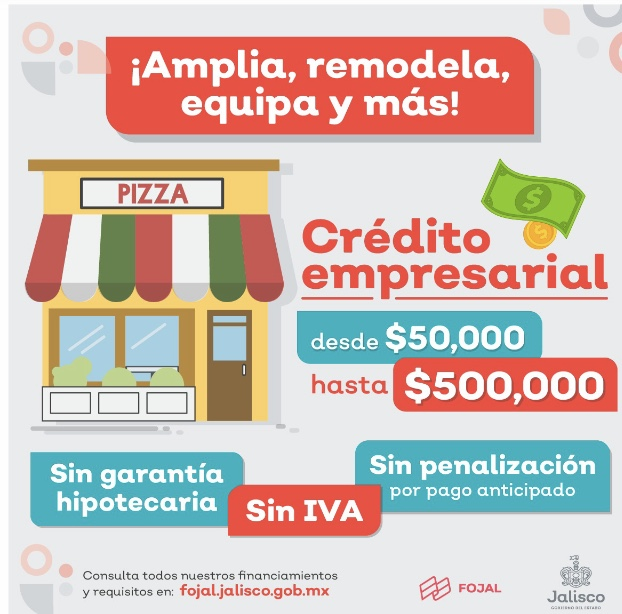 ¡Amplia, remodela,
equipa y más!
PIZZA
Crédito
empresarial
desde $50,000
hasta $500,000
Sin garantía
hipotecaria
Sin IVA
Sin penalización
por pago anticipado
Consulta todos nuestros financiamientos
y requisitos en: fojal.jalisco.gob.mx
FOJAL
Jalisco
GOBIERNO DEL ESTADO